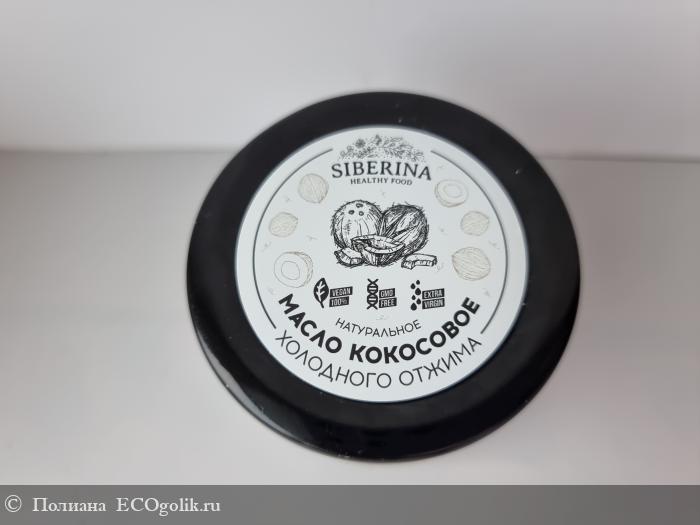 SIBERINA
HEALTHY FOOD
VEGAN
100%
GMO
FREE
EXTRA
VIRGIN
НАТУРАЛЬНОЕ
МАСЛО КОКОСОВОЕ
ХОЛОДНОГО ОТЖИМА
© Полиана ECOgolik.ru